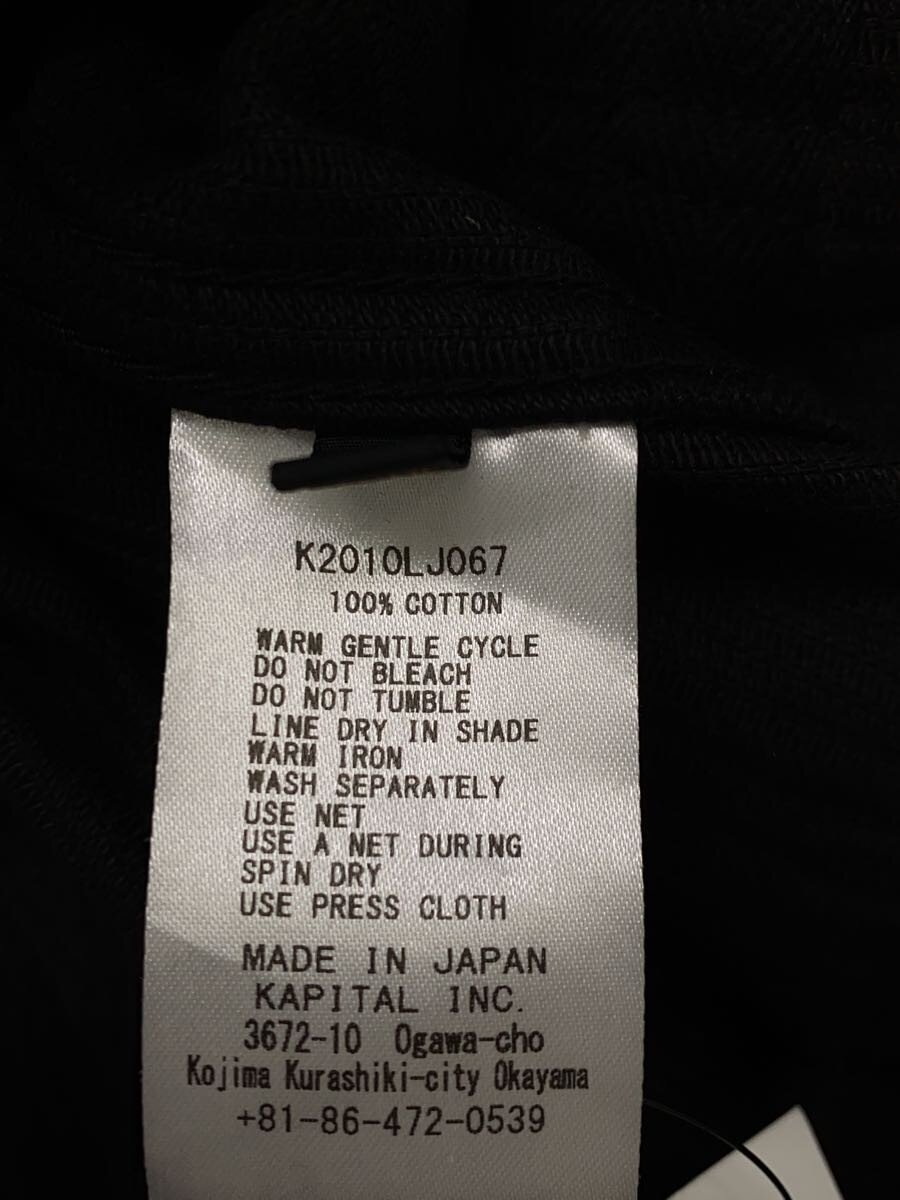 K2010LJ067
100% COTTON
WARM GENTLE CYCLE
DO NOT BLEACH
DO NOT TUMBLE
LINE DRY IN SHADE
WARM IRON
WASH SEPARATELY
USE NET
USE A NET DURING
SPIN DRY
USE PRESS CLOTH
MADE IN JAPAN
KAPITAL INC.
3672-10 Ogawa-cho
Kojima Kurashiki-city Okayama
+81-86-472-0539